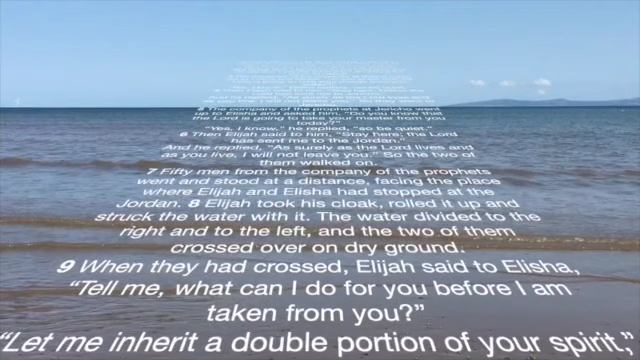 5 The company of the prophets at Jericho went
up to Elisha and asked him, “Do you know that
the Lord is going to take your master from you
today?”
“Yes, I know,” he replied, “so be quiet.”
6 Then Elijah said to him, “Stay here; the Lord
has sent me to the Jordan.”
And he replied, “As surely as the Lord lives and
as you live, I will not leave you.” So the two of
them walked on.
7 Fifty men from the company of the prophets
went and stood at a distance, facing the place
where Elijah and Elisha had stopped at the
Jordan. 8 Elijah took his cloak, rolled it up and
struck the water with it. The water divided to the
right and to the left, and the two of them
crossed over on dry ground.
9 When they had crossed, Elijah said to Elisha,
“Tell me, what can I do for you before I am
taken from you?”
“Let me inherit a double portion of your spirit,”